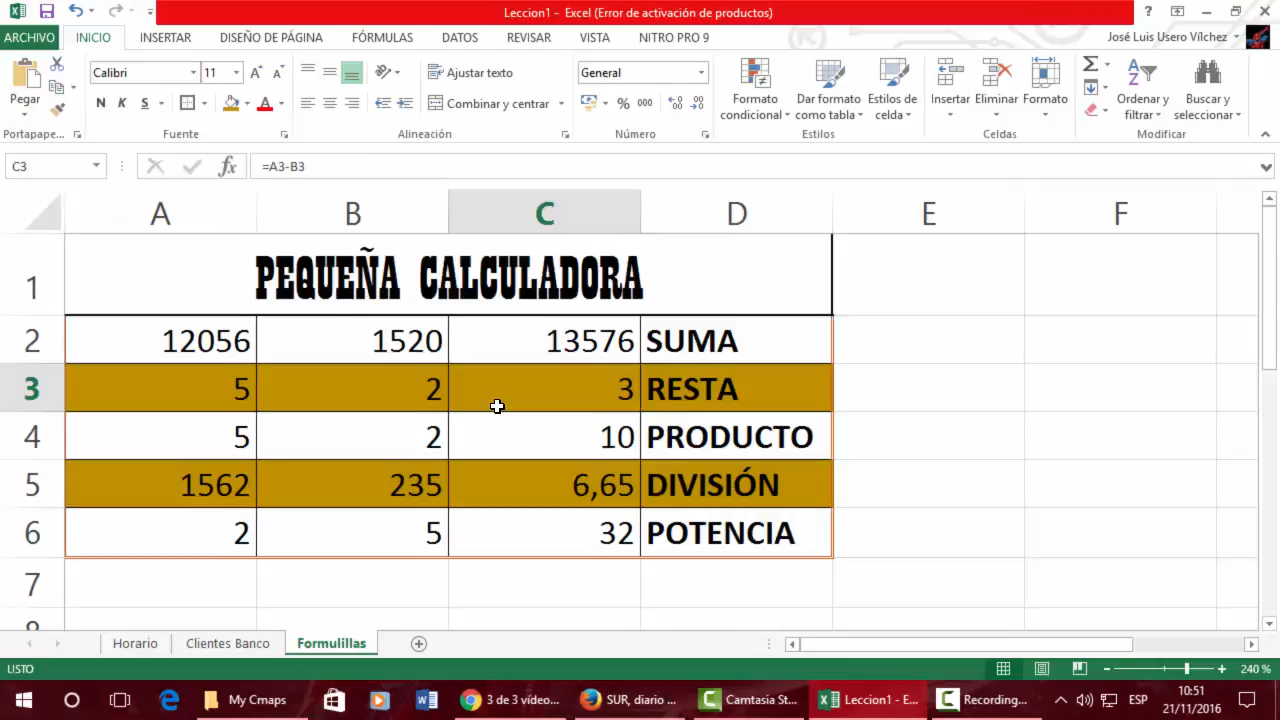 Leccion1 - Excel (Error de activación de productos)
ARCHIVO INICIO INSERTAR DISEÑO DE PÁGINA FÓRMULAS DATOS REVISAR VISTA NITRO PRO 9 José Luis Usero Vílchez
Pegar
Calibri 11
N K S
Ajustar texto
Combinar y centrar
General
% 000
Formato condicional
Dar formato como tabla
Estilos de celda
Insertar
Eliminar
Formato
Ordenar y filtrar
Buscar y seleccionar
Portapape... Fuente Alineación Número Estilos Celdas Modificar
C3 fx =A3-B3
A B C D E F
1 PEQUEÑA CALCULADORA
2 12056 1520 13576 SUMA
3 5 2 3 RESTA
4 5 2 10 PRODUCTO
5 1562 235 6,65 DIVISIÓN
6 2 5 32 POTENCIA
7
Horario Clientes Banco Formulillas
LISTO 240 %
My Cmaps 3 de 3 vídeo... SUR, diario ... Camtasia St... Leccion1 - E... Recording... ESP 10:51
21/11/2016